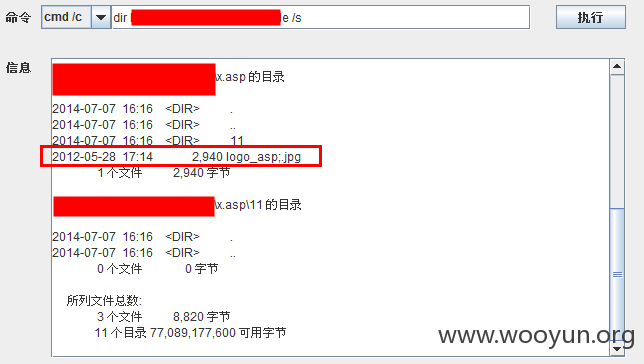 命令 cmd /c dir e /s 执行
信息
\x.asp 的目录
2014-07-07 16:16 <DIR> .
2014-07-07 16:16 <DIR> ..
2014-07-07 16:16 <DIR> 11
2012-05-28 17:14 2,940 logo_asp;.jpg
1 个文件 2,940 字节
\x.asp\11 的目录
2014-07-07 16:16 <DIR> .
2014-07-07 16:16 <DIR> ..
0 个文件 0 字节
所列文件总数:
3 个文件 8,820 字节
11 个目录 77,089,177,600 可用字节
www.wooyun.org